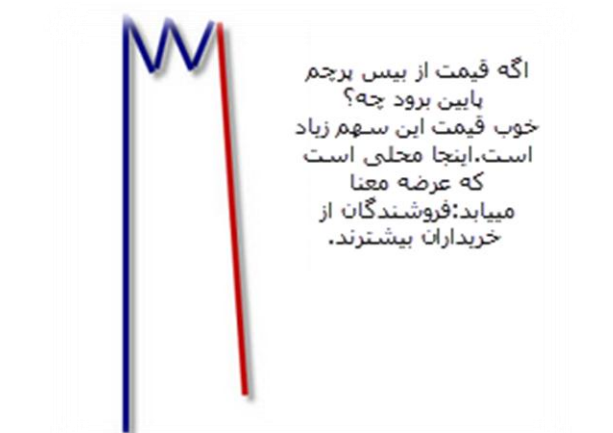 اگه قیمت از بیس پرچم
پایین برود چه؟
خوب قیمت این سهم زیاد
است.اینجا محلی است
که عرضه معنا
مییابد:فروشندگان از
خریداران بیشترند.